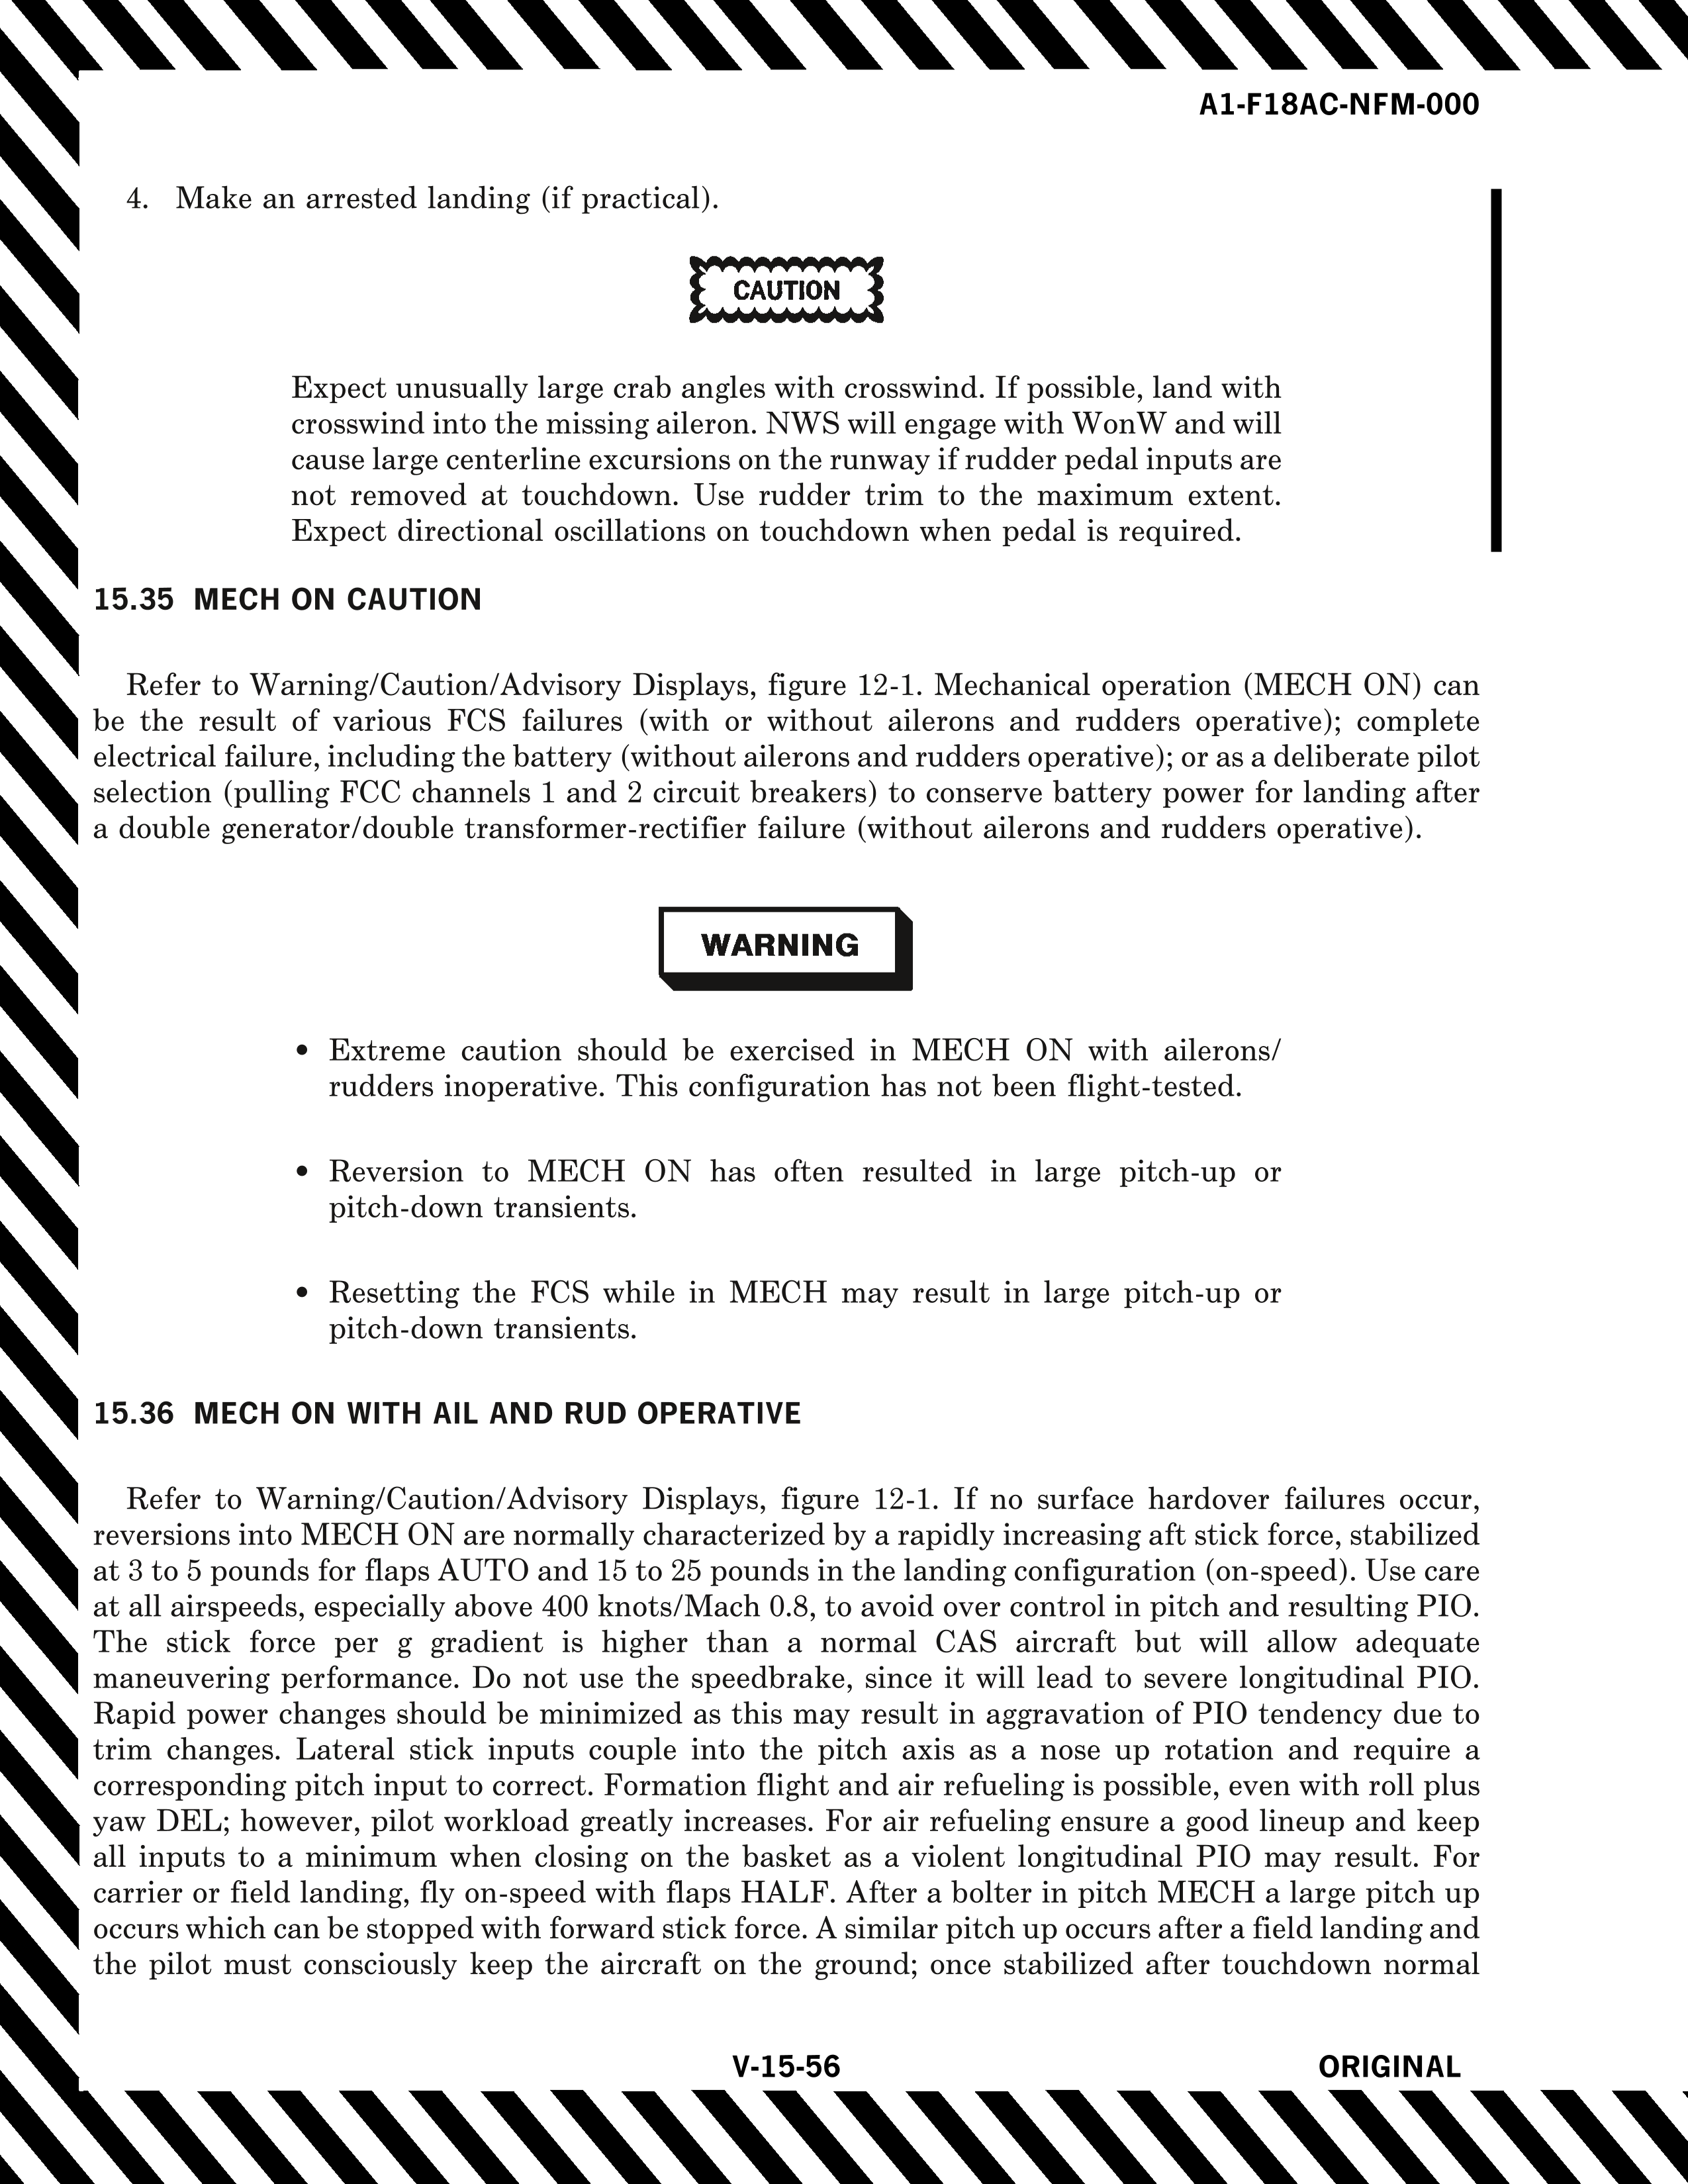 A1-F18AC-NFM-000
4. Make an arrested landing (if practical).
CAUTION
Expect unusually large crab angles with crosswind. If possible, land with
crosswind into the missing aileron. NWS will engage with WonW and will
cause large centerline excursions on the runway if rudder pedal inputs are
not removed at touchdown. Use rudder trim to the maximum extent.
Expect directional oscillations on touchdown when pedal is required.
15.35 MECH ON CAUTION
Refer to Warning/Caution/Advisory Displays, figure 12-1. Mechanical operation (MECH ON) can
be the result of various FCS failures (with or without ailerons and rudders operative); complete
electrical failure, including the battery (without ailerons and rudders operative); or as a deliberate pilot
selection (pulling FCC channels 1 and 2 circuit breakers) to conserve battery power for landing after
a double generator/double transformer-rectifier failure (without ailerons and rudders operative).
WARNING
• Extreme caution should be exercised in MECH ON with ailerons/
rudders inoperative. This configuration has not been flight-tested.
• Reversion to MECH ON has often resulted in large pitch-up or
pitch-down transients.
• Resetting the FCS while in MECH may result in large pitch-up or
pitch-down transients.
15.36 MECH ON WITH AIL AND RUD OPERATIVE
Refer to Warning/Caution/Advisory Displays, figure 12-1. If no surface hardover failures occur,
reversions into MECH ON are normally characterized by a rapidly increasing aft stick force, stabilized
at 3 to 5 pounds for flaps AUTO and 15 to 25 pounds in the landing configuration (on-speed). Use care
at all airspeeds, especially above 400 knots/Mach 0.8, to avoid over control in pitch and resulting PIO.
The stick force per g gradient is higher than a normal CAS aircraft but will allow adequate
maneuvering performance. Do not use the speedbrake, since it will lead to severe longitudinal PIO.
Rapid power changes should be minimized as this may result in aggravation of PIO tendency due to
trim changes. Lateral stick inputs couple into the pitch axis as a nose up rotation and require a
corresponding pitch input to correct. Formation flight and air refueling is possible, even with roll plus
yaw DEL; however, pilot workload greatly increases. For air refueling ensure a good lineup and keep
all inputs to a minimum when closing on the basket as a violent longitudinal PIO may result. For
carrier or field landing, fly on-speed with flaps HALF. After a bolter in pitch MECH a large pitch up
occurs which can be stopped with forward stick force. A similar pitch up occurs after a field landing and
the pilot must consciously keep the aircraft on the ground; once stabilized after touchdown normal
V-15-56
ORIGINAL